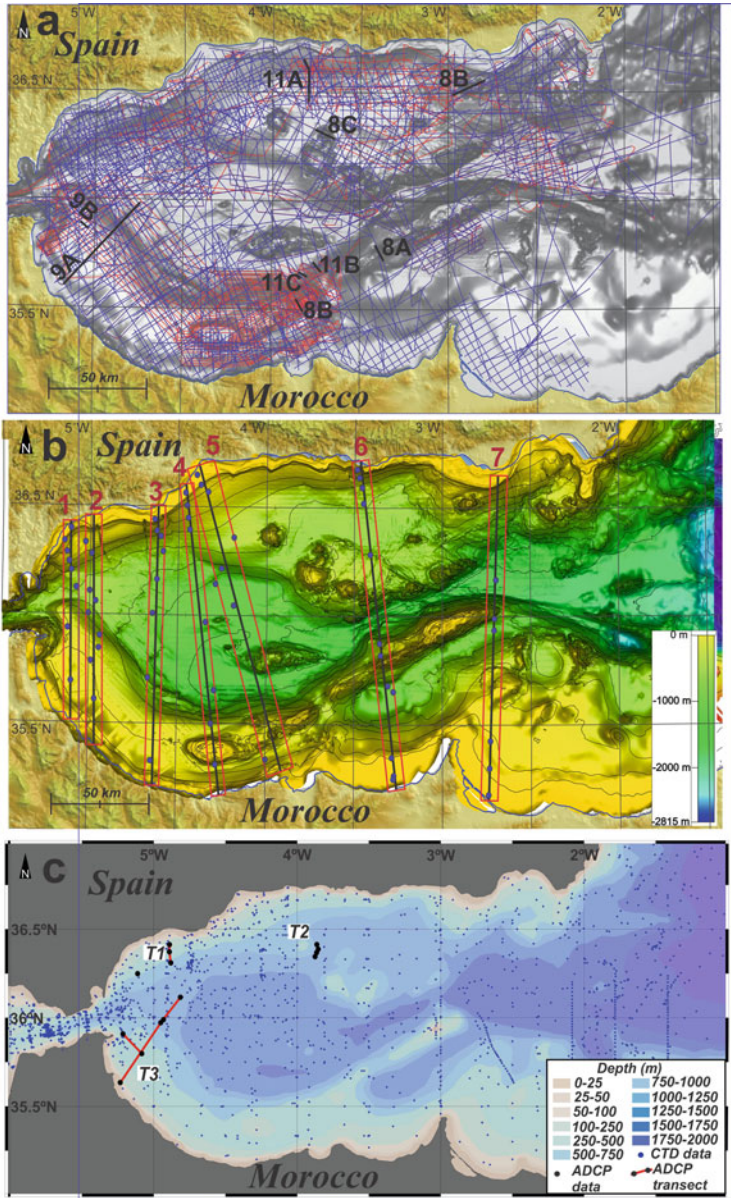 a
N
Spain
5°W
4°W
3°W
2°W
36.5 N
11A
8B
8C
9B
9A
8A
11B
11C
8B
35.5 N
50 km
Morocco
b
N
Spain
5°W
4°W
3°W
2°W
36.5 N
1
2
3
4
5
6
7
35.5 N
50 km
Morocco
0 m
-1000 m
-2000 m
-2815 m
c
N
Spain
5°W
4°W
3°W
2°W
36.5°N
T1
T2
36°N
T3
35.5°N
Morocco
Depth (m)
0-25
25-50
50-100
100-250
250-500
500-750
750-1000
1000-1250
1250-1500
1500-1750
1750-2000
CTD data
ADCP data
ADCP transect